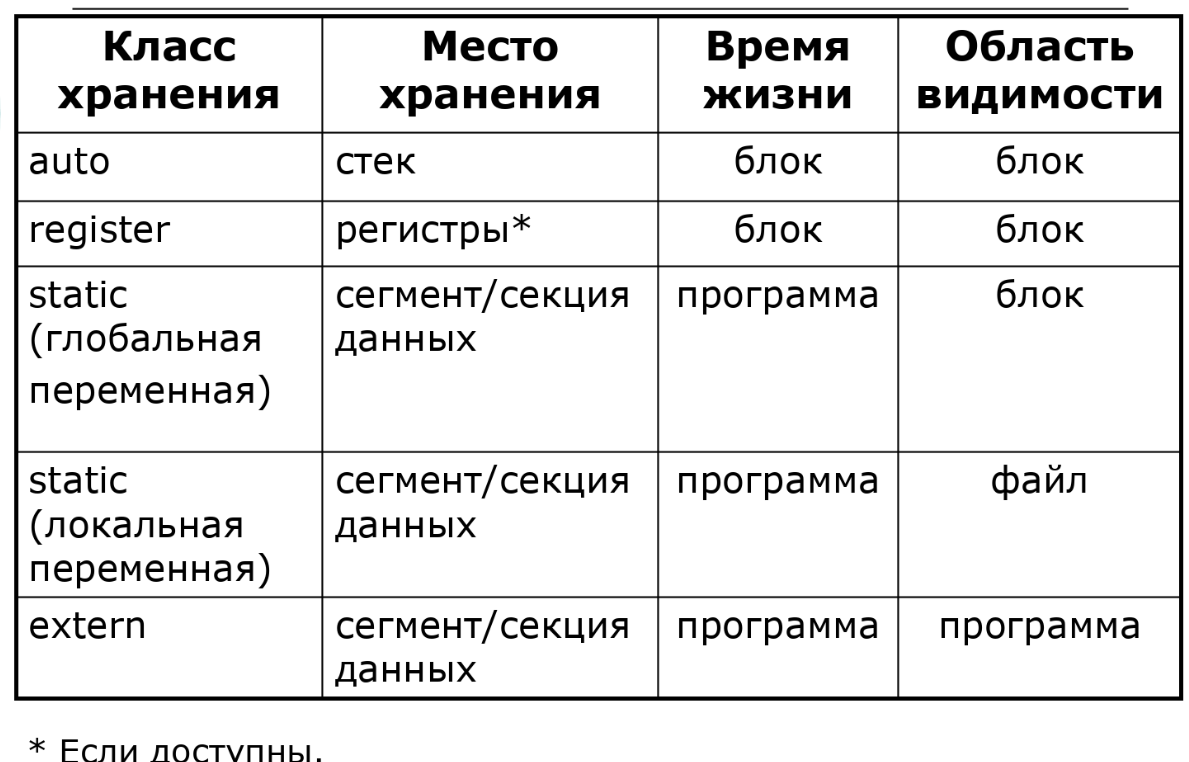 Класс Место Время Область
хранения хранения жизни видимости
auto стек блок блок
register регистры* блок блок
static сегмент/секция программа блок
(глобальная данных
переменная)
static сегмент/секция программа файл
(локальная данных
переменная)
extern сегмент/секция программа программа
данных
* Если доступны.